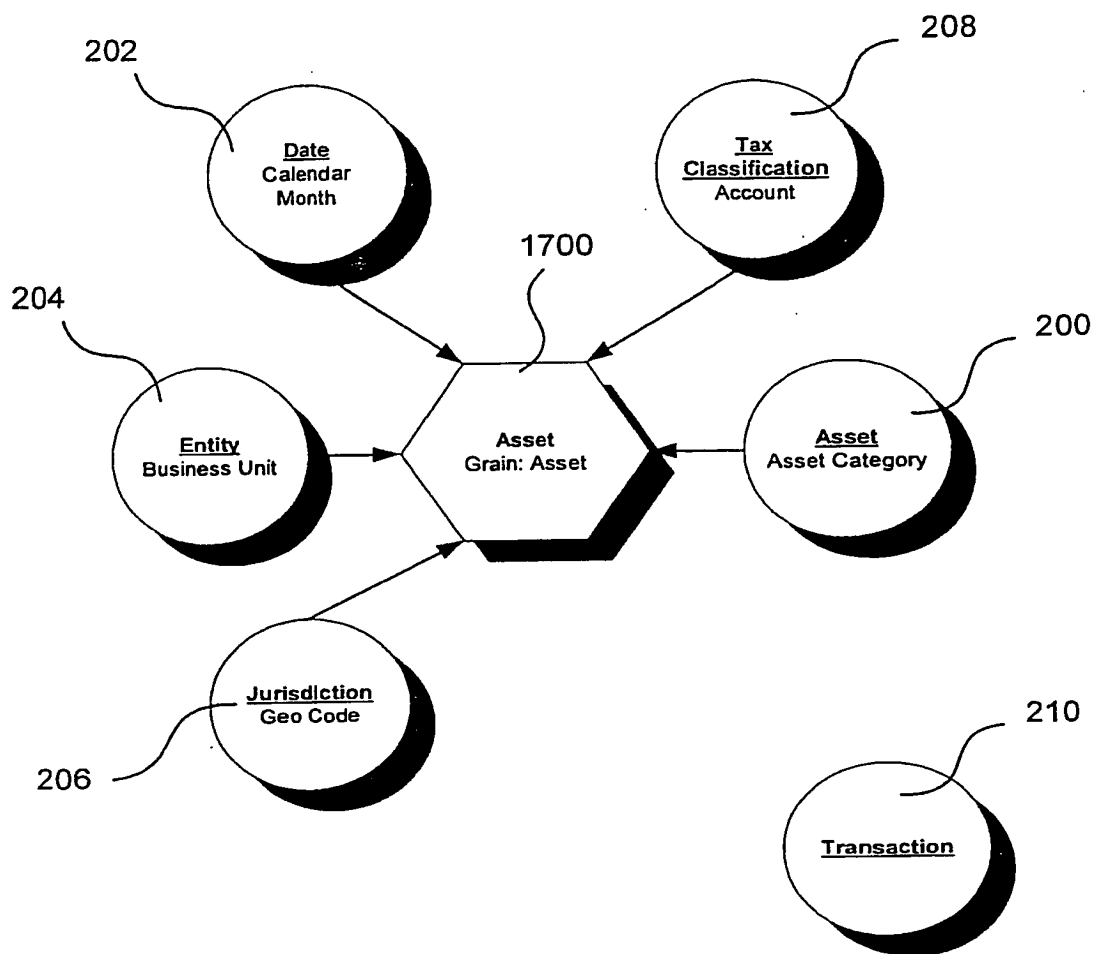 202
208
Date
Calendar
Month
Tax
Classification
Account
1700
204
200
Entity
Business Unit
Asset
Grain: Asset
Asset
Asset Category
Jurisdiction
Geo Code
206
210
Transaction